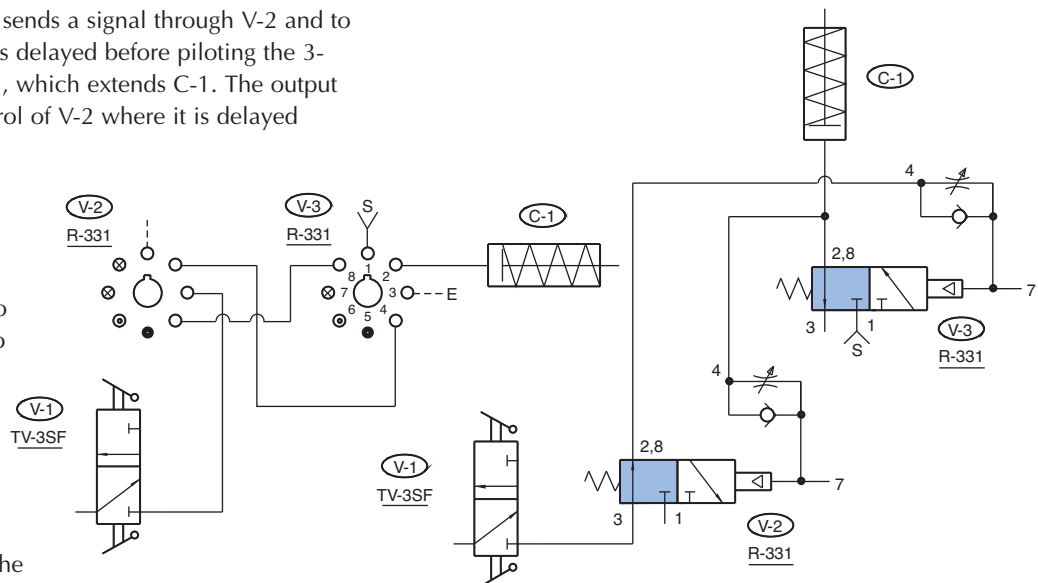 sends a signal through V-2 and to
s delayed before piloting the 3-
, which extends C-1. The output
rol of V-2 where it is delayed
V-2
R-331
V-3
R-331
S
1
2
3
4
5
6
7
8
E
C-1
V-1
TV-3SF
o
o
he
C-1
4
2,8
3
1
S
7
V-3
R-331
4
2,8
3
1
7
V-2
R-331
V-1
TV-3SF